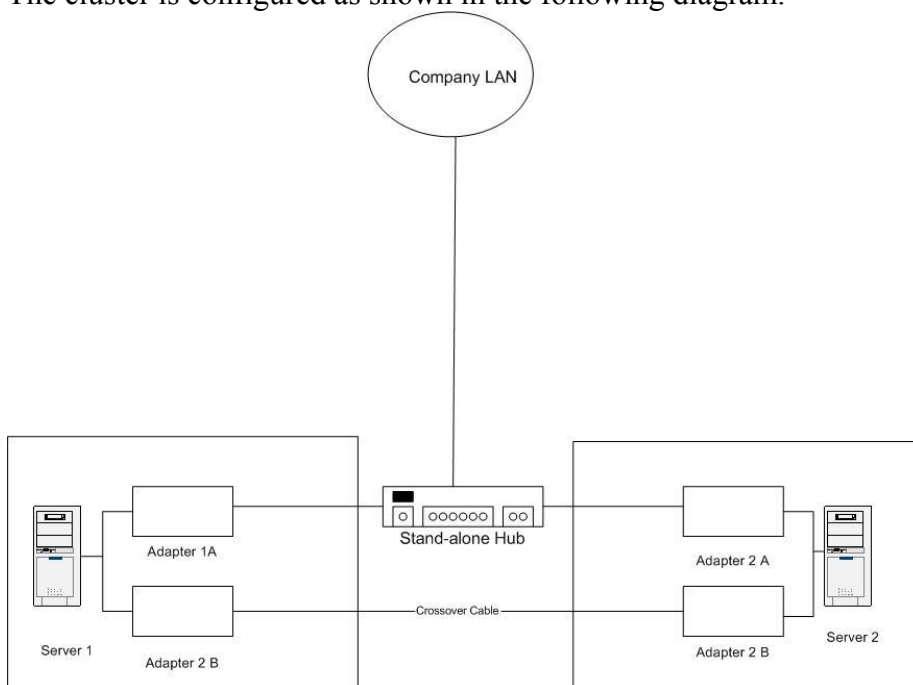 The cluster is configured as shown in the following diagram:
Company LAN
Stand-alone Hub
Adapter 1A
Adapter 2 A
Crossover Cable
Server 1
Adapter 2 B
Adapter 2 B
Server 2